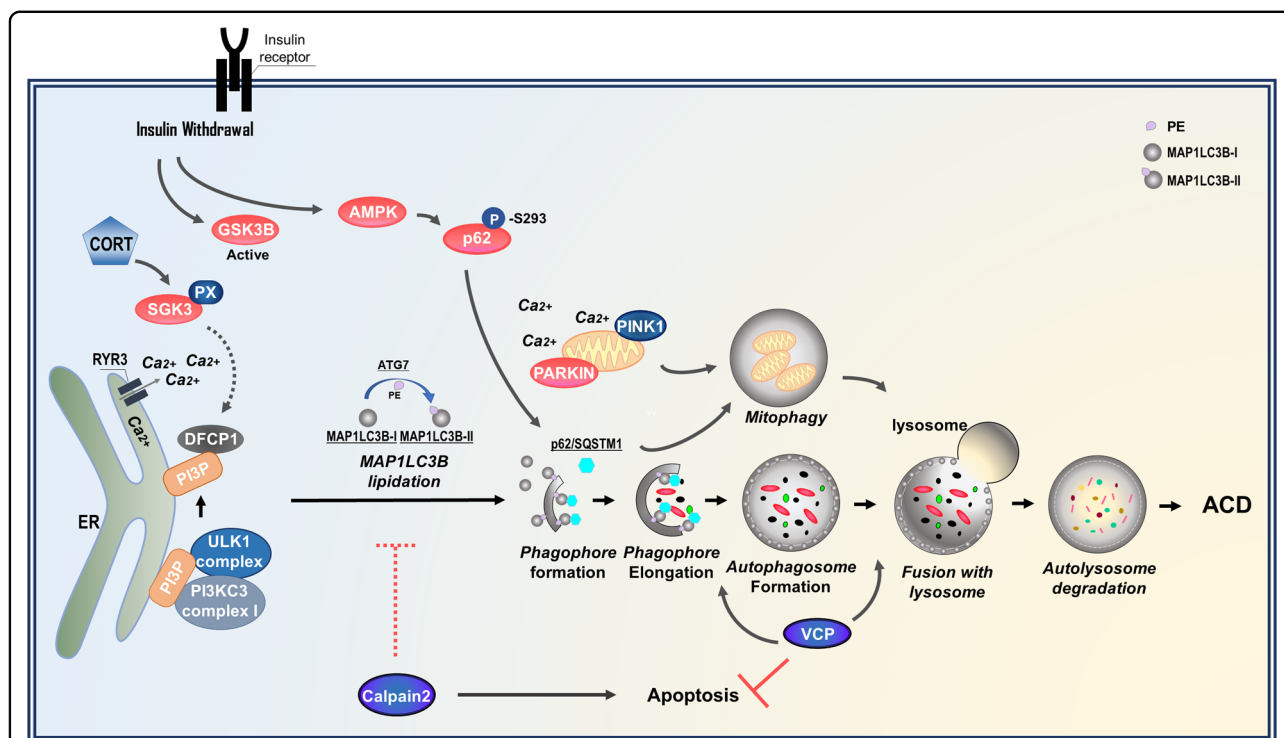 Insulin
receptor
Insulin Withdrawal
PE
MAP1LC3B-I
MAP1LC3B-II
AMPK
P
-S293
p62
GSK3B
Active
CORT
PX
SGK3
Ca2+
Ca2+
PINK1
Ca2+
PARKIN
Mitophagy
RYR3
Ca2+
Ca2+
Ca2+
Ca2+
ATG7
PE
MAP1LC3B-I
MAP1LC3B-II
MAP1LC3B
lipidation
DFCP1
PI3P
p62/SQSTM1
lysosome
ER
ULK1
complex
PI3P
PI3KC3
complex I
Phagophore
formation
Phagophore
Elongation
Autophagosome
Formation
Fusion with
lysosome
Autolysosome
degradation
ACD
VCP
Calpain2
Apoptosis